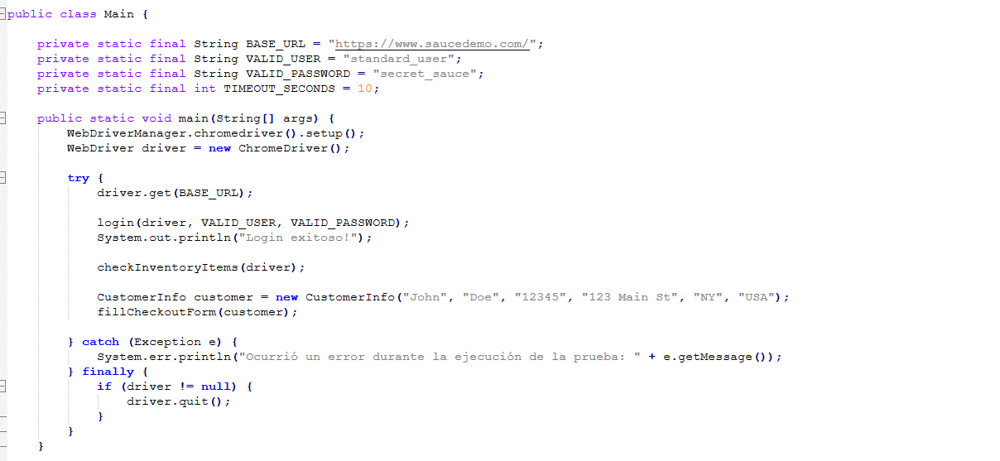 public class Main {
private static final String BASE_URL = "https://www.saucedemo.com/";
private static final String VALID_USER = "standard_user";
private static final String VALID_PASSWORD = "secret_sauce";
private static final int TIMEOUT_SECONDS = 10;
public static void main(String[] args) {
WebDriverManager.chromedriver().setup();
WebDriver driver = new ChromeDriver();
try {
driver.get(BASE_URL);
login(driver, VALID_USER, VALID_PASSWORD);
System.out.println("Login exitoso!");
checkInventoryItems(driver);
CustomerInfo customer = new CustomerInfo("John", "Doe", "12345", "123 Main St", "NY", "USA");
fillCheckoutForm(customer);
} catch (Exception e) {
System.err.println("Ocurrió un error durante la ejecución de la prueba: " + e.getMessage());
} finally {
if (driver != null) {
driver.quit();
}
}
}